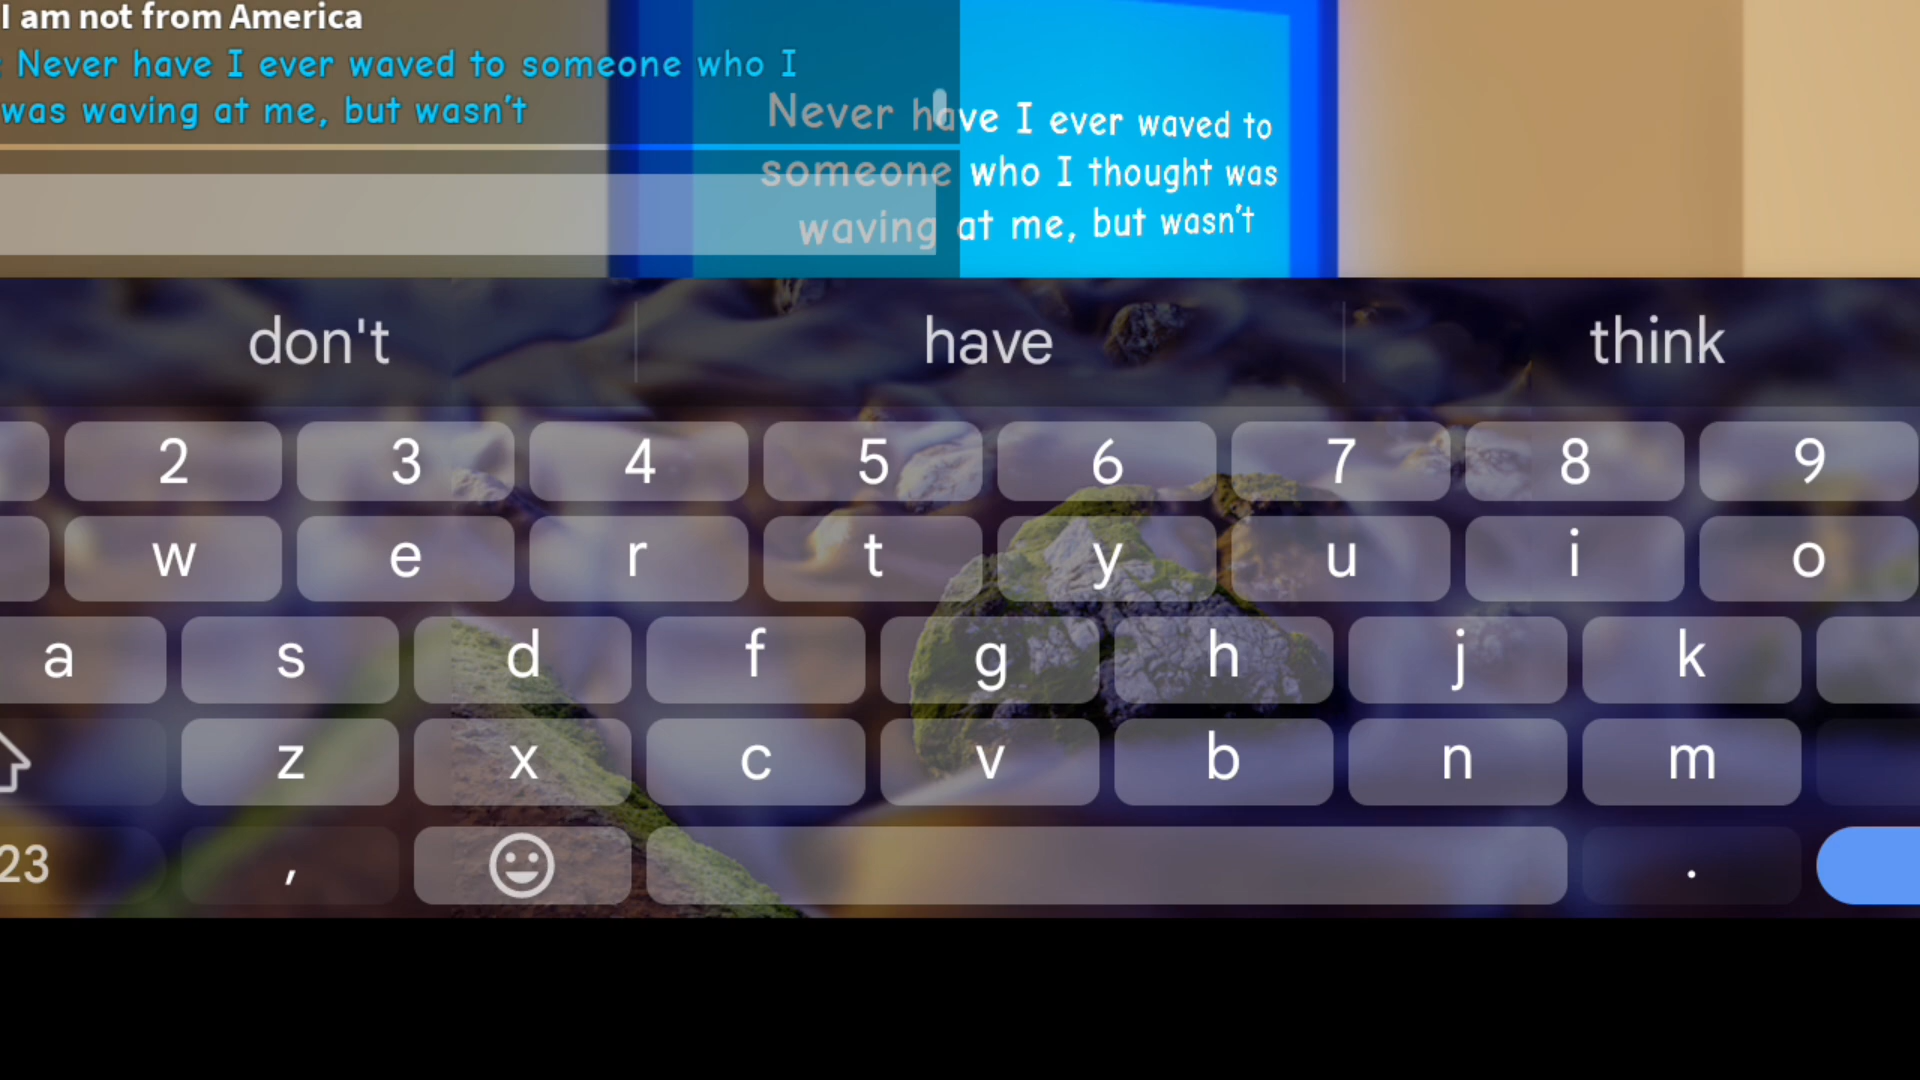 I am not from America
: Never have I ever waved to someone who I
was waving at me, but wasn't
Never have I ever waved to
someone who I thought was
waving at me, but wasn't
don't have think
2 3 4 5 6 7 8 9
w e r t y u i o
a s d f g h j k
z x c v b n m
23 , .